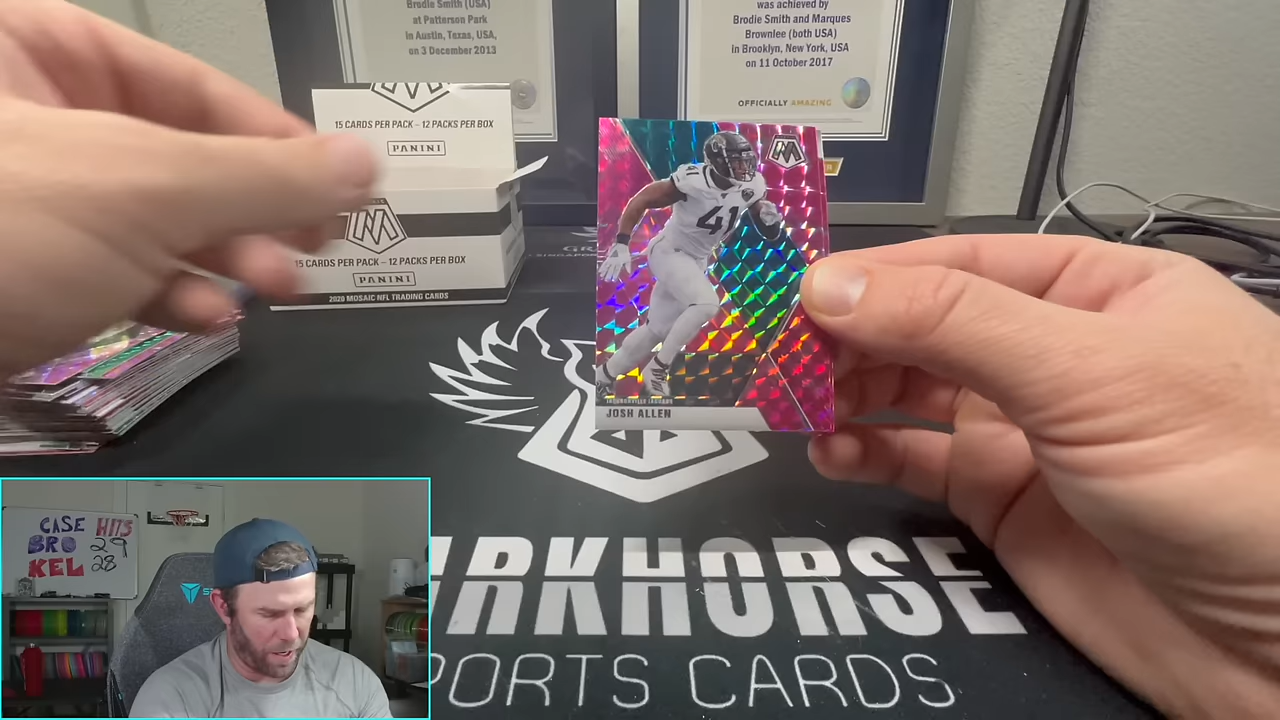 Brodie Smith (USA)
at Patterson Park
in Austin, Texas, USA,
on 3 December 2013
was achieved by
Brodie Smith and Marques
Brownlee (both USA)
in Brooklyn, New York, USA
on 11 October 2017
OFFICIALLY AMAZING
15 CARDS PER PACK – 12 PACKS PER BOX
PANINI
15 CARDS PER PACK – 12 PACKS PER BOX
PANINI
2020 MOSAIC NFL TRADING CARDS
41
JACKSONVILLE JAGUARS
JOSH ALLEN
CASE HITS
BRO 29
KEL 28
RKHORSE
PORTS CARDS